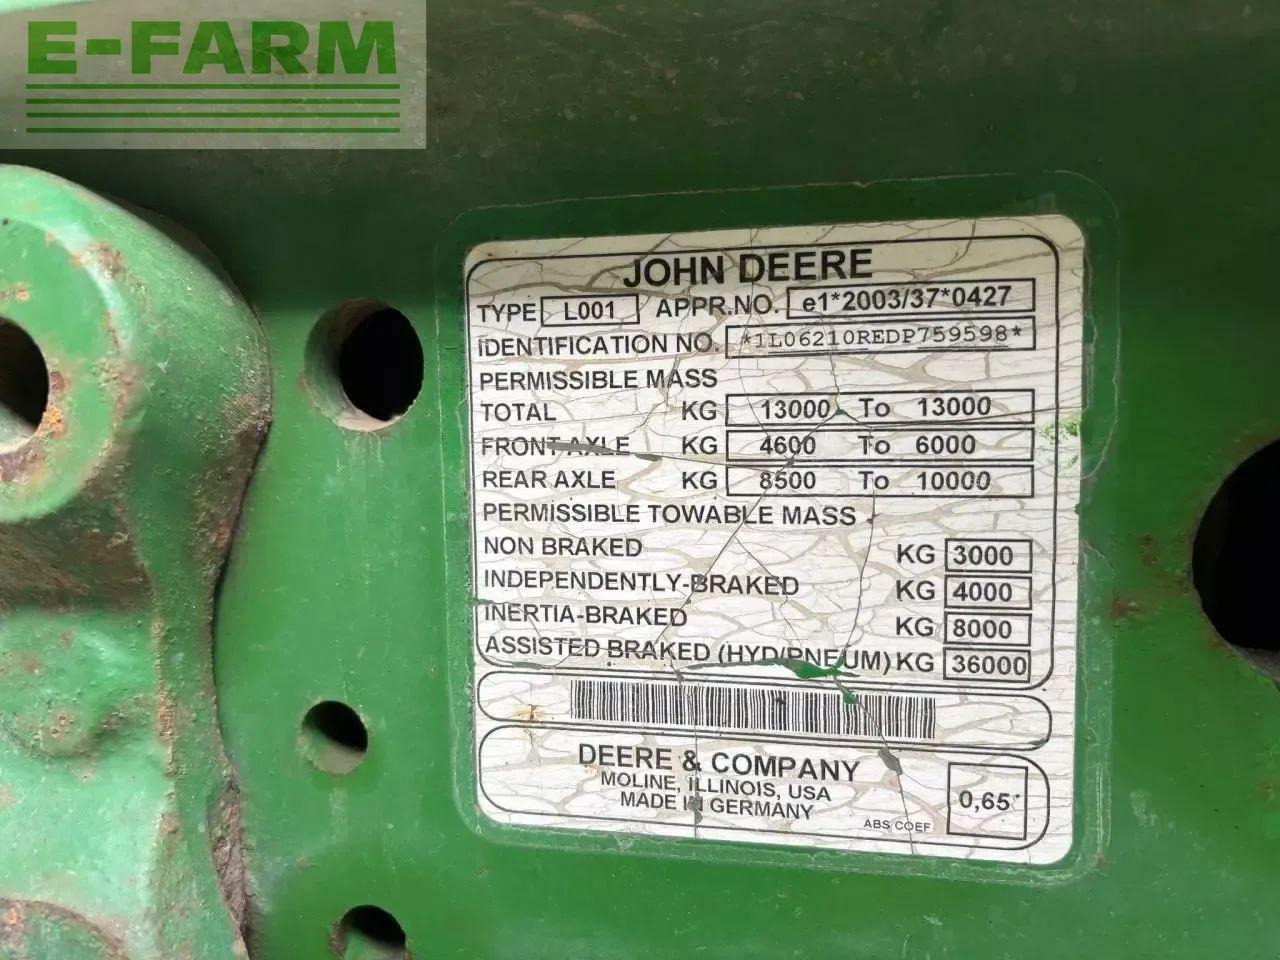 E-FARM
JOHN DEERE
TYPE L001 APPR.NO. e1*2003/37*0427
IDENTIFICATION NO. *1L06210REDP759598*
PERMISSIBLE MASS
TOTAL KG 13000 To 13000
FRONT AXLE KG 4600 To 6000
REAR AXLE KG 8500 To 10000
PERMISSIBLE TOWABLE MASS
NON BRAKED KG 3000
INDEPENDENTLY-BRAKED KG 4000
INERTIA-BRAKED KG 8000
ASSISTED BRAKED (HYD/PNEUM) KG 36000
DEERE & COMPANY
MOLINE, ILLINOIS, USA
MADE IN GERMANY
ABS COEF 0,65*